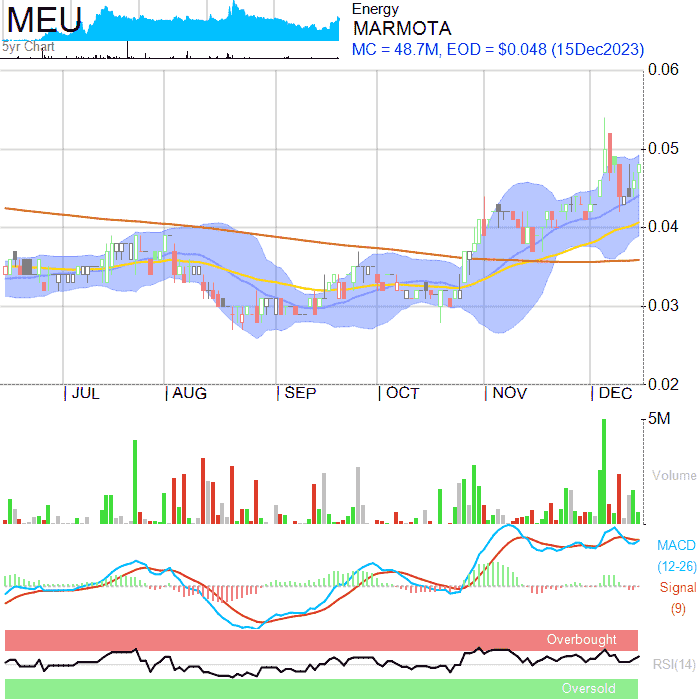 MEU
5yr Chart
Energy
MARMOTA
MC = 48.7M, EOD = $0.048 (15Dec2023)
0.06
0.05
0.04
0.03
0.02
JUL
AUG
SEP
OCT
NOV
DEC
5M
Volume
MACD
(12-26)
Signal
(9)
Overbought
RSI(14)
Oversold